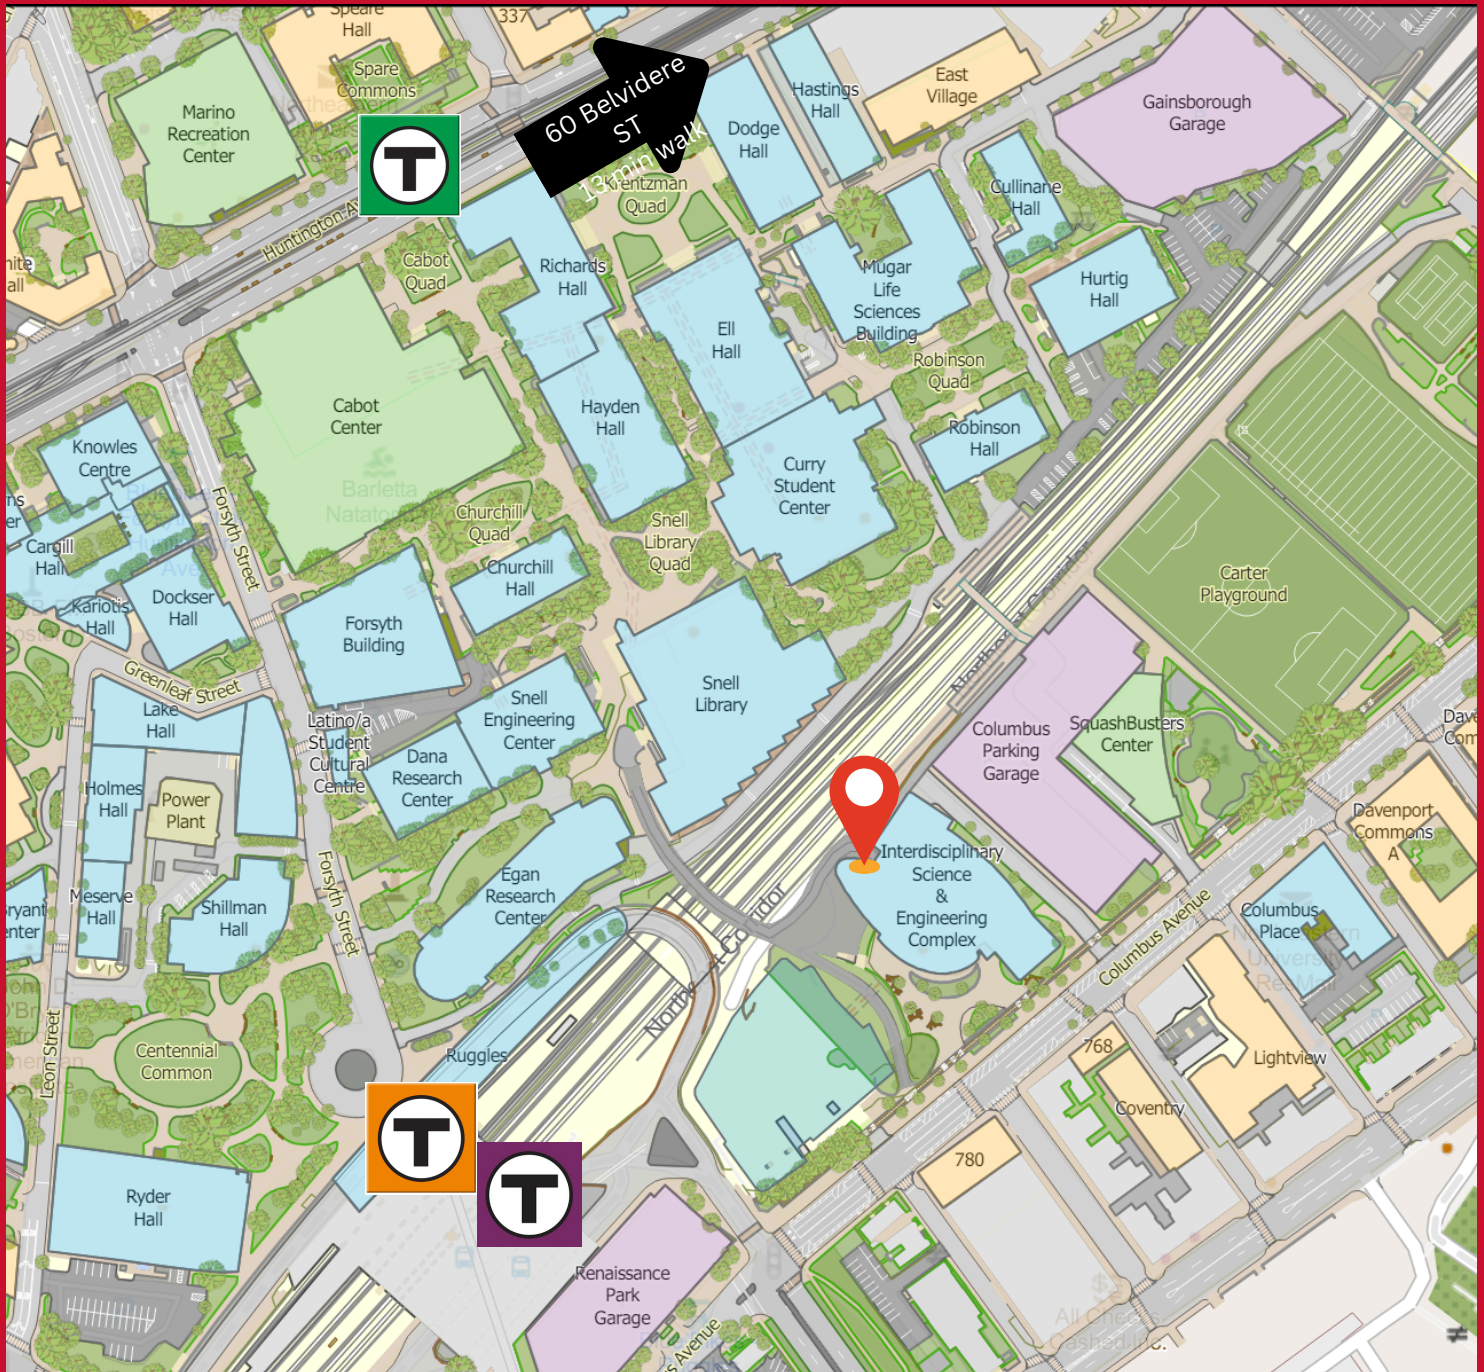 Speare
Hall
337
Spare
Commons
Marino
Recreation
Center
T
60 Belvidere
ST
13 min walk
Hastings
Hall
East
Village
Gainsborough
Garage
Dodge
Hall
Krentzman
Quad
Cullinane
Hall
Huntington Av
Cabot
Quad
Richards
Hall
Mugar
Life
Sciences
Building
Hurtig
Hall
Ell
Hall
Robinson
Quad
Cabot
Center
Hayden
Hall
Robinson
Hall
Knowles
Centre
Curry
Student
Center
Barletta
Natator
Forsyth Street
Churchill
Quad
Snell
Library
Quad
Cargill
Hall
Churchill
Hall
Carter
Playground
Kariotis
Hall
Dockser
Hall
Forsyth
Building
Greenleaf Street
Lake
Hall
Latino/a
Student
Cultural
Centre
Snell
Engineering
Center
Snell
Library
Columbus
Parking
Garage
SquashBusters
Center
Dana
Research
Center
Holmes
Hall
Power
Plant
Davenport
Commons
A
Interdisciplinary
Science
&
Engineering
Complex
Egan
Research
Center
Forsyth Street
Meserve
Hall
Shillman
Hall
Columbus
Place
Columbus Avenue
Leon Street
Centennial
Common
Ruggles
768
Lightview
Coventry
T
T
780
Ryder
Hall
Renaissance
Park
Garage
All Checks
Cashed Inc.
s Avenue